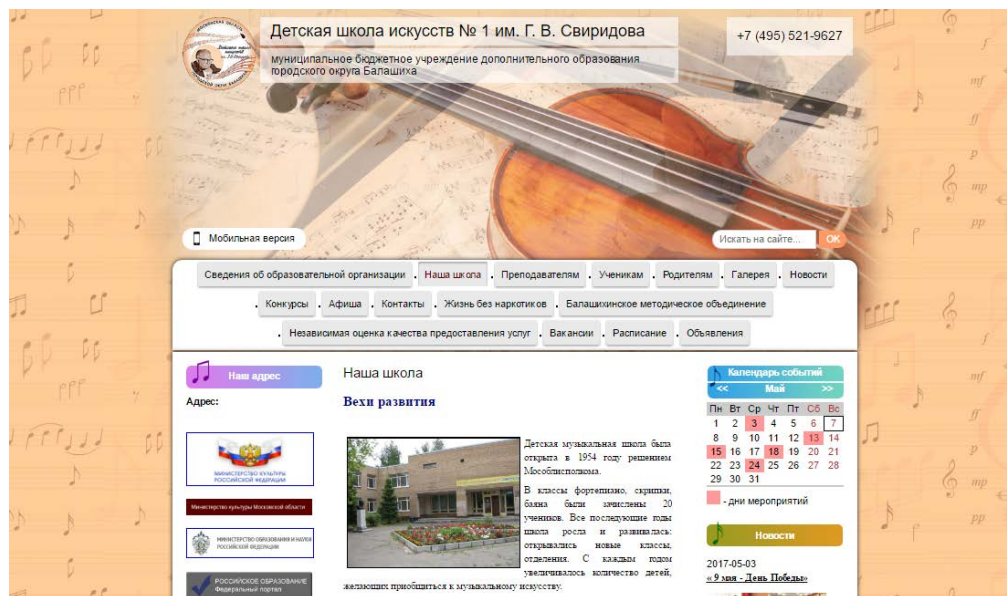 Детская школа искусств № 1 им. Г. В. Свиридова
+7 (495) 521-9627
муниципальное бюджетное учреждение дополнительного образования
городского округа Балашиха
Мобильная версия
Искать на сайте...
OK
Сведения об образовательной организации
Наша школа
Преподавателям
Ученикам
Родителям
Галерея
Новости
Конкурсы
Афиша
Контакты
Жизнь без наркотиков
Балашихинское методическое объединение
Независимая оценка качества предоставления услуг
Вакансии
Расписание
Объявления
Наш адрес
Адрес:
МИНИСТЕРСТВО КУЛЬТУРЫ
РОССИЙСКОЙ ФЕДЕРАЦИИ
Министерство культуры Московской области
МИНИСТЕРСТВО ОБРАЗОВАНИЯ И НАУКИ
РОССИЙСКОЙ ФЕДЕРАЦИИ
РОССИЙСКОЕ ОБРАЗОВАНИЕ
Федеральный портал
Наша школа
Вехи развития
Детская музыкальная школа была
открыта в 1954 году решением
Мособлисполкома.
В классы фортепиано, скрипки,
баяна были зачислены 20
учеников. Все последующие годы
школа росла и развивалась:
открывались новые классы,
отделения. С каждым годом
увеличивалось количество детей,
желающих приобщиться к музыкальному искусству.
Календарь событий
<< Май >>
Пн Вт Ср Чт Пт Сб Вс
1 2 3 4 5 6 7
8 9 10 11 12 13 14
15 16 17 18 19 20 21
22 23 24 25 26 27 28
29 30 31
- дни мероприятий
Новости
2017-05-03
« 9 мая - День Победы»